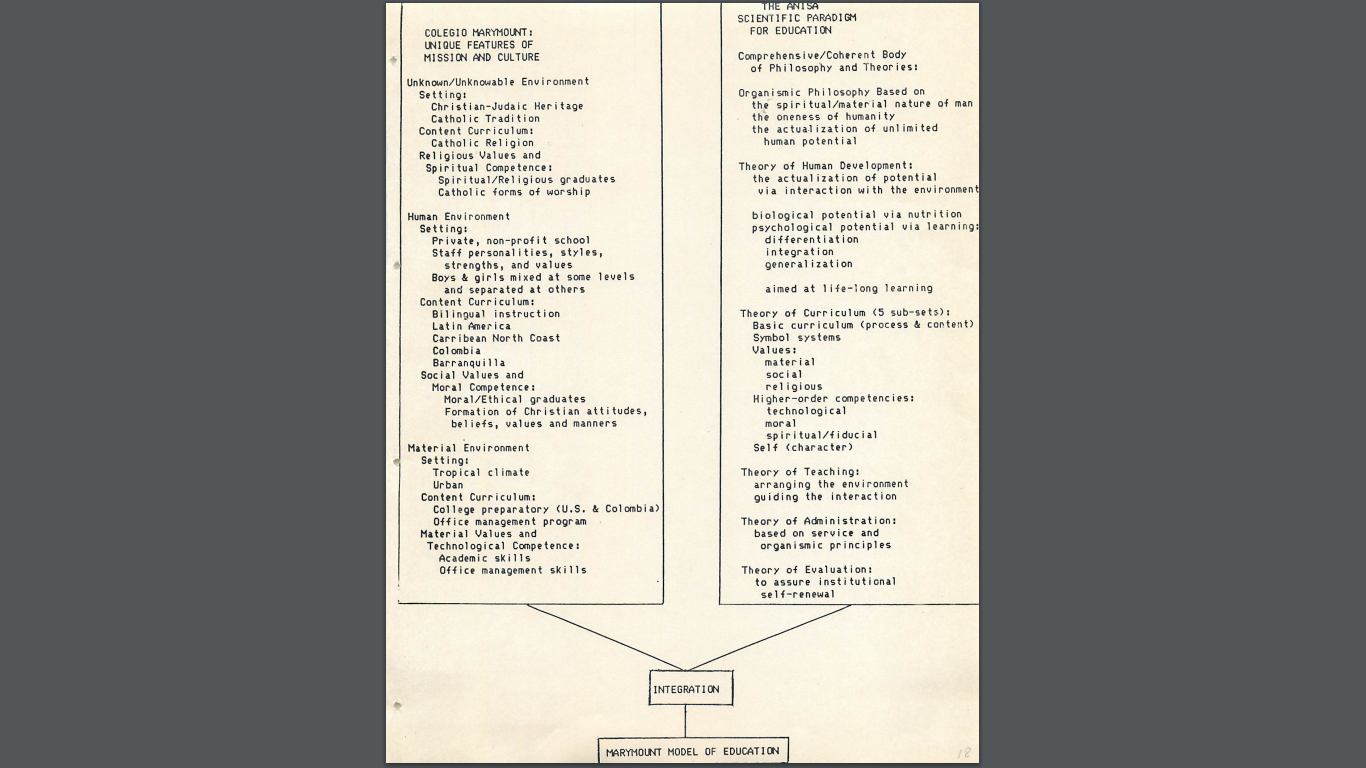 COLEGIO MARYMOUNT:
UNIQUE FEATURES OF
MISSION AND CULTURE
Unknown/Unknowable Environment
Setting:
Christian-Judaic Heritage
Catholic Tradition
Content Curriculum:
Catholic Religion
Religious Values and
Spiritual Competence:
Spiritual/Religious graduates
Catholic forms of worship
Human Environment
Setting:
Private, non-profit school
Staff personalities, styles,
strengths, and values
Boys & girls mixed at some levels
and separated at others
Content Curriculum:
Bilingual instruction
Latin America
Carribean North Coast
Colombia
Barranquilla
Social Values and
Moral Competence:
Moral/Ethical graduates
Formation of Christian attitudes,
beliefs, values and manners
Material Environment
Setting:
Tropical climate
Urban
Content Curriculum:
College preparatory (U.S. & Colombia)
Office management program
Material Values and
Technological Competence:
Academic skills
Office management skills
THE ANISA
SCIENTIFIC PARADIGM
FOR EDUCATION
Comprehensive/Coherent Body
of Philosophy and Theories:
Organismic Philosophy Based on
the spiritual/material nature of man
the oneness of humanity
the actualization of unlimited
human potential
Theory of Human Development:
the actualization of potential
via interaction with the environment
biological potential via nutrition
psychological potential via learning:
differentiation
integration
generalization
aimed at life-long learning
Theory of Curriculum (5 sub-sets):
Basic curriculum (process & content)
Symbol systems
Values:
material
social
religious
Higher-order competencies:
technological
moral
spiritual/fiducial
Self (character)
Theory of Teaching:
arranging the environment
guiding the interaction
Theory of Administration:
based on service and
organismic principles
Theory of Evaluation:
to assure institutional
self-renewal
INTEGRATION
MARYMOUNT MODEL OF EDUCATION
18